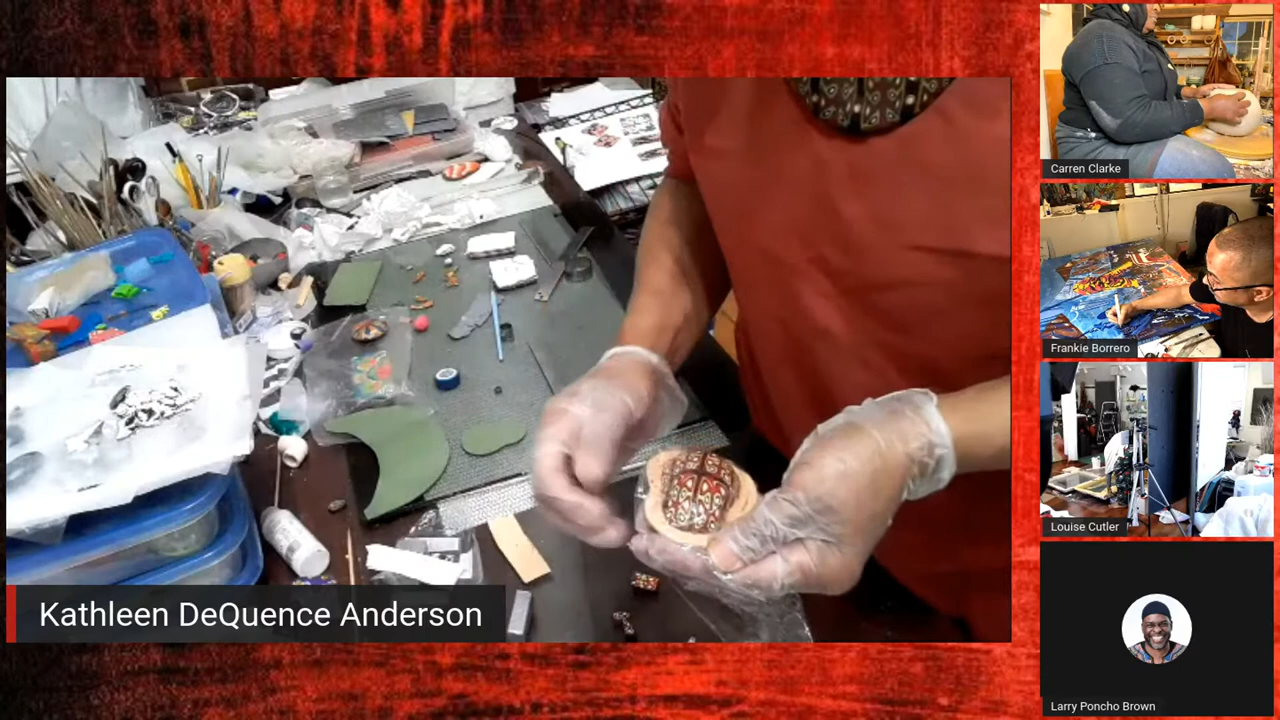 Kathleen DeQuence Anderson
Carren Clarke
Frankie Borrero
Louise Cutler
Larry Poncho Brown